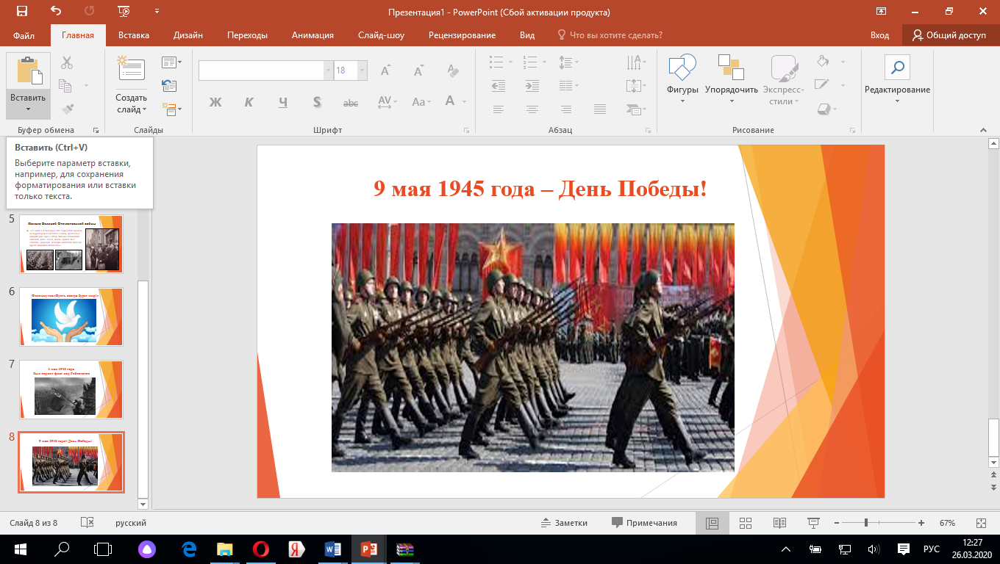 Презентация1 - PowerPoint (Сбой активации продукта)
Файл
Главная
Вставка
Дизайн
Переходы
Анимация
Слайд-шоу
Рецензирование
Вид
Что вы хотите сделать?
Вход
Общий доступ
Вставить
Создать
слайд
18
Ж
К
Ч
S
abc
AV
Aa
A
Фигуры
Упорядочить
Экспресс-
стили
Редактирование
Буфер обмена
Слайды
Шрифт
Абзац
Рисование
Вставить (Ctrl+V)
Выберите параметр вставки,
например, для сохранения
форматирования или вставки
только текста.
5
Начало Великой Отечественной войны
6
7
1 мая 1945 года
был поднят флаг над Рейхстагом
8
9 мая 1945 года – День Победы!
9 мая 1945 года – День Победы!
Слайд 8 из 8
русский
Заметки
Примечания
67%
РУС
12:27
26.03.2020